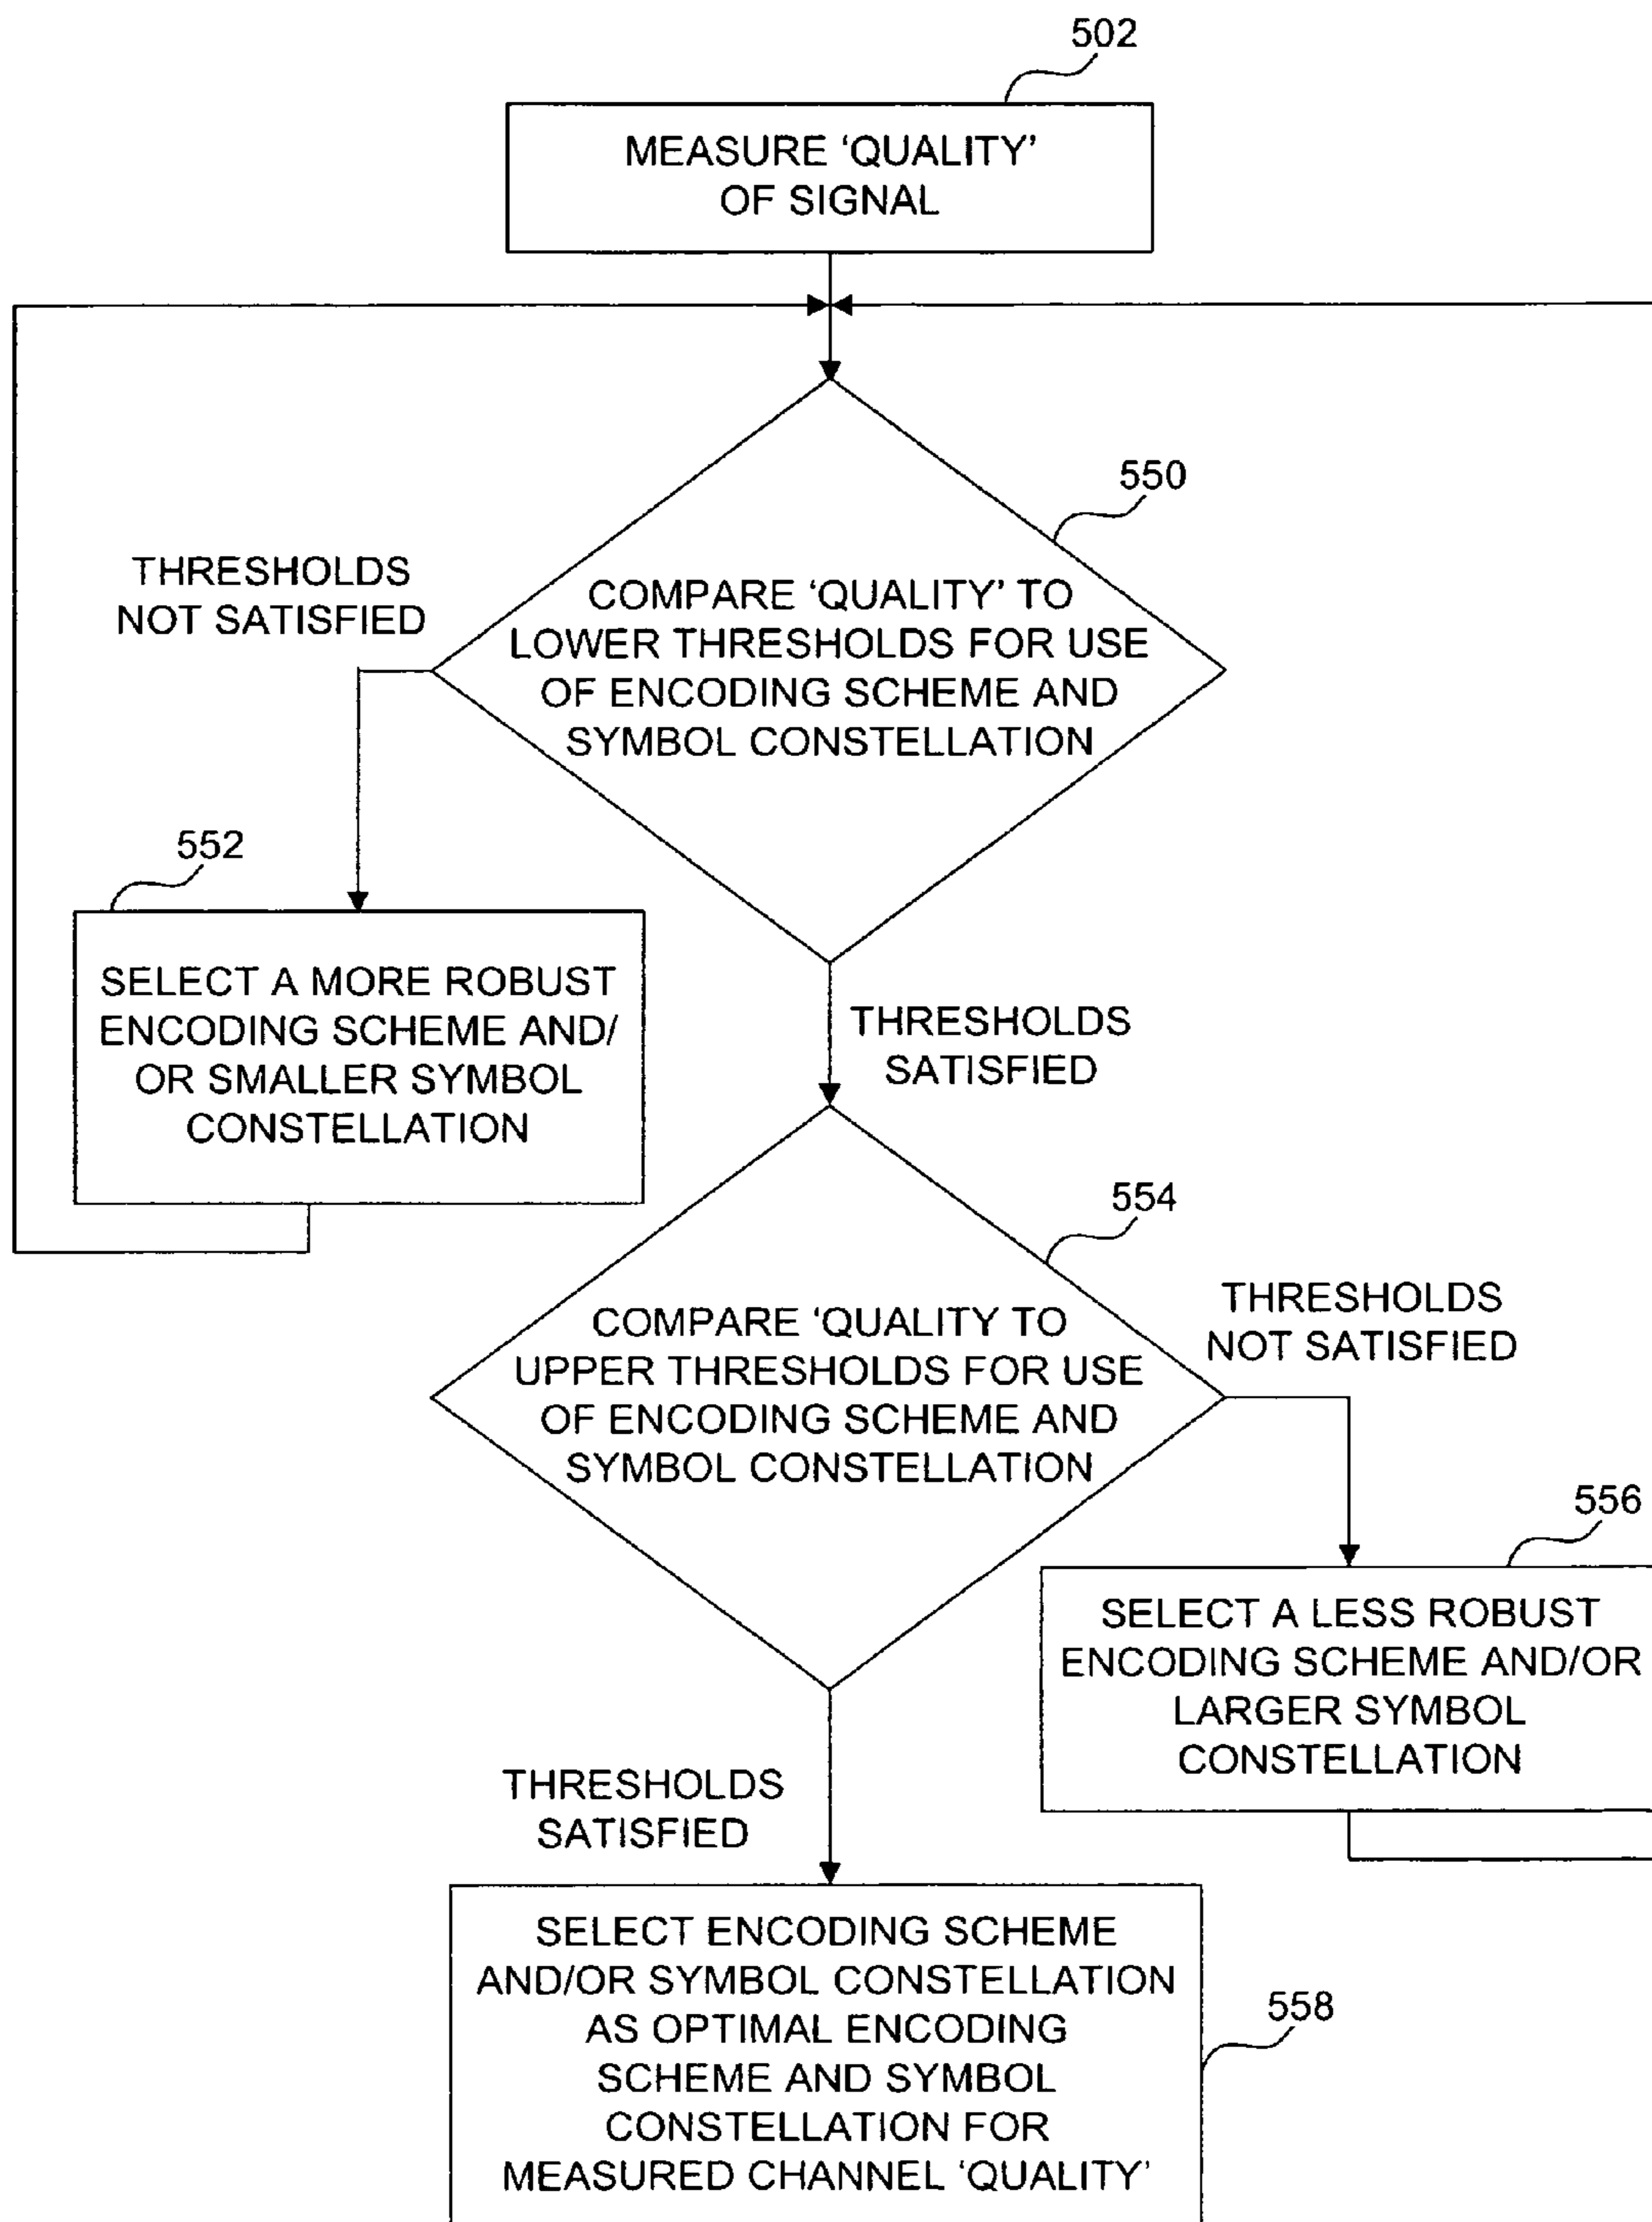 502
MEASURE ‘QUALITY’
OF SIGNAL
550
THRESHOLDS
NOT SATISFIED
COMPARE ‘QUALITY’ TO
LOWER THRESHOLDS FOR USE
OF ENCODING SCHEME AND
SYMBOL CONSTELLATION
552
SELECT A MORE ROBUST
ENCODING SCHEME AND/
OR SMALLER SYMBOL
CONSTELLATION
THRESHOLDS
SATISFIED
554
COMPARE ‘QUALITY TO
UPPER THRESHOLDS FOR USE
OF ENCODING SCHEME AND
SYMBOL CONSTELLATION
THRESHOLDS
NOT SATISFIED
556
SELECT A LESS ROBUST
ENCODING SCHEME AND/OR
LARGER SYMBOL
CONSTELLATION
THRESHOLDS
SATISFIED
SELECT ENCODING SCHEME
AND/OR SYMBOL CONSTELLATION
AS OPTIMAL ENCODING
SCHEME AND SYMBOL
CONSTELLATION FOR
MEASURED CHANNEL ‘QUALITY’
558